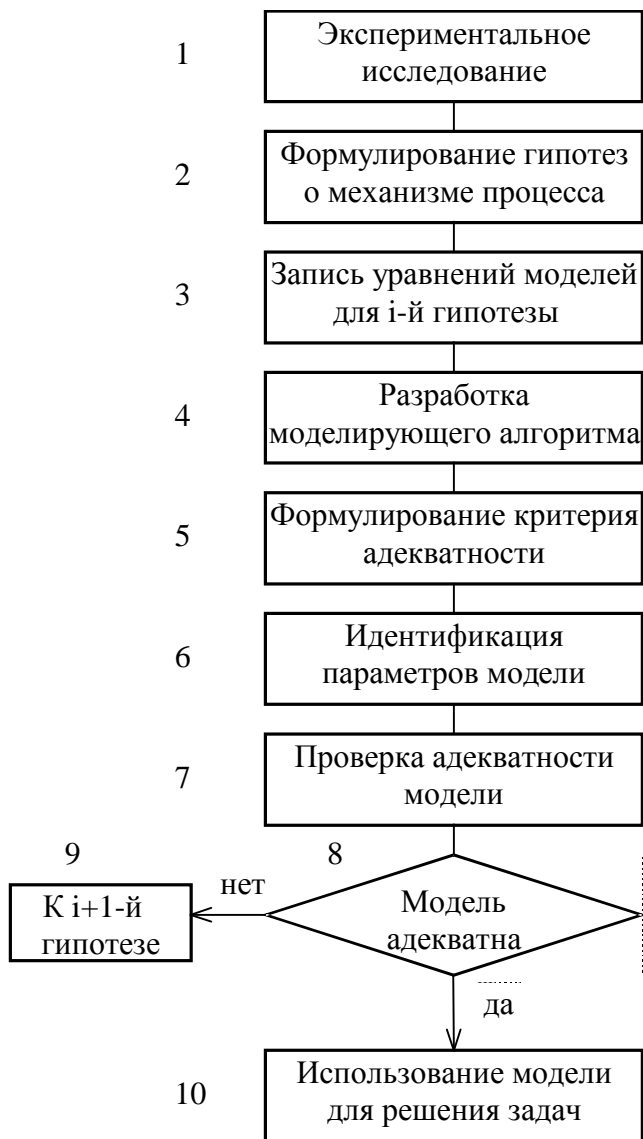 1
Экспериментальное
исследование
2
Формулирование гипотез
о механизме процесса
3
Запись уравнений моделей
для i-й гипотезы
4
Разработка
моделирующего алгоритма
5
Формулирование критерия
адекватности
6
Идентификация
параметров модели
7
Проверка адекватности
модели
8
Модель
адекватна
нет
9
К i+1-й
гипотезе
да
10
Использование модели
для решения задач